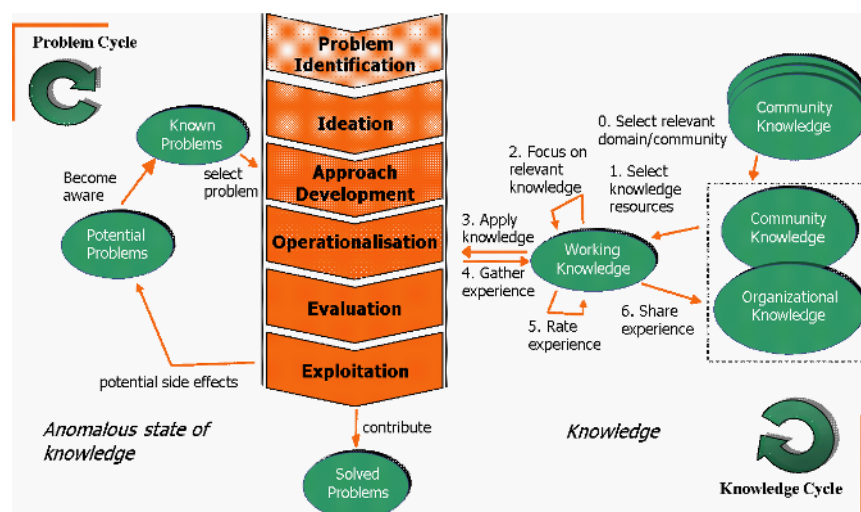 Problem Cycle
Known
Problems
Become
aware
select
problem
Potential
Problems
potential side effects
Anomalous state of
knowledge
Problem
Identification
Ideation
Approach
Development
Operationalisation
Evaluation
Exploitation
contribute
Solved
Problems
Community
Knowledge
0. Select relevant
domain/community
1. Select
knowledge
resources
2. Focus on
relevant
knowledge
3. Apply
knowledge
4. Gather
experience
Working
Knowledge
5. Rate
experience
6. Share
experience
Community
Knowledge
Organizational
Knowledge
Knowledge
Knowledge Cycle